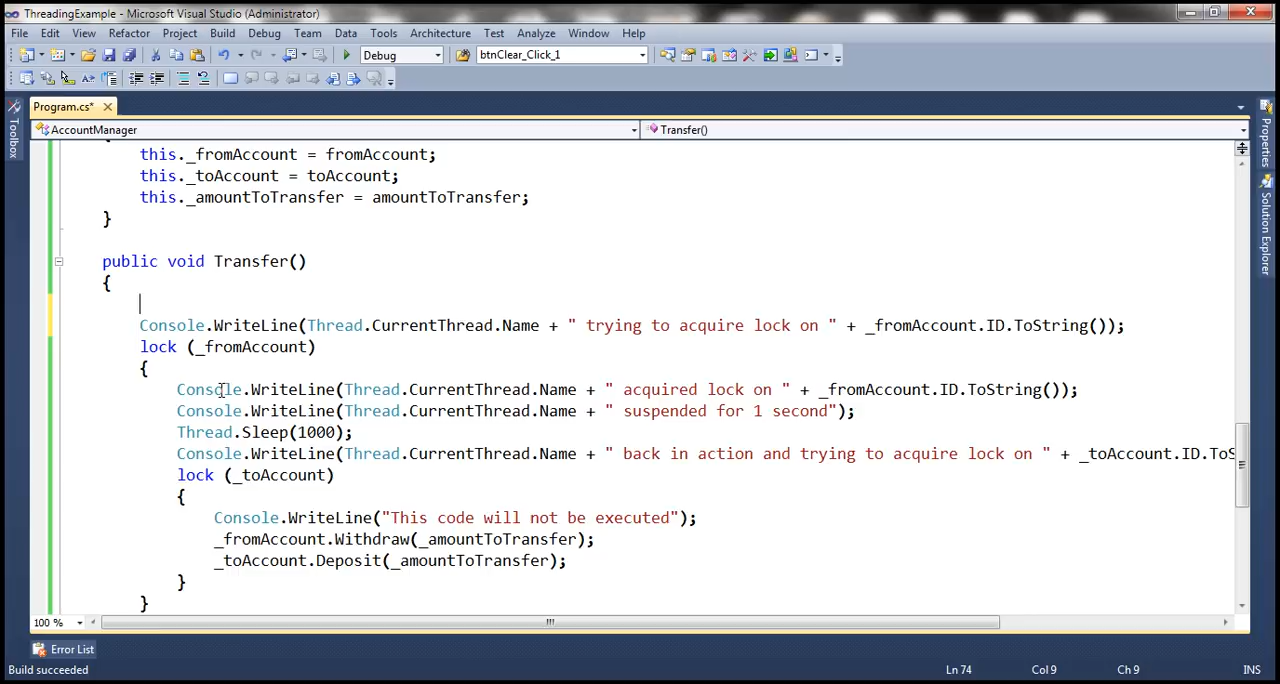 ThreadingExample - Microsoft Visual Studio (Administrator)
File Edit View Refactor Project Build Debug Team Data Tools Architecture Test Analyze Window Help
Debug btnClear_Click_1
Program.cs*
AccountManager Transfer()
Toolbox
Properties
Solution Explorer
this._fromAccount = fromAccount;
this._toAccount = toAccount;
this._amountToTransfer = amountToTransfer;
}
public void Transfer()
{
Console.WriteLine(Thread.CurrentThread.Name + " trying to acquire lock on " + _fromAccount.ID.ToString());
lock (_fromAccount)
{
Console.WriteLine(Thread.CurrentThread.Name + " acquired lock on " + _fromAccount.ID.ToString());
Console.WriteLine(Thread.CurrentThread.Name + " suspended for 1 second");
Thread.Sleep(1000);
Console.WriteLine(Thread.CurrentThread.Name + " back in action and trying to acquire lock on " + _toAccount.ID.ToS
lock (_toAccount)
{
Console.WriteLine("This code will not be executed");
_fromAccount.Withdraw(_amountToTransfer);
_toAccount.Deposit(_amountToTransfer);
}
}
100 %
Error List
Build succeeded Ln 74 Col 9 Ch 9 INS